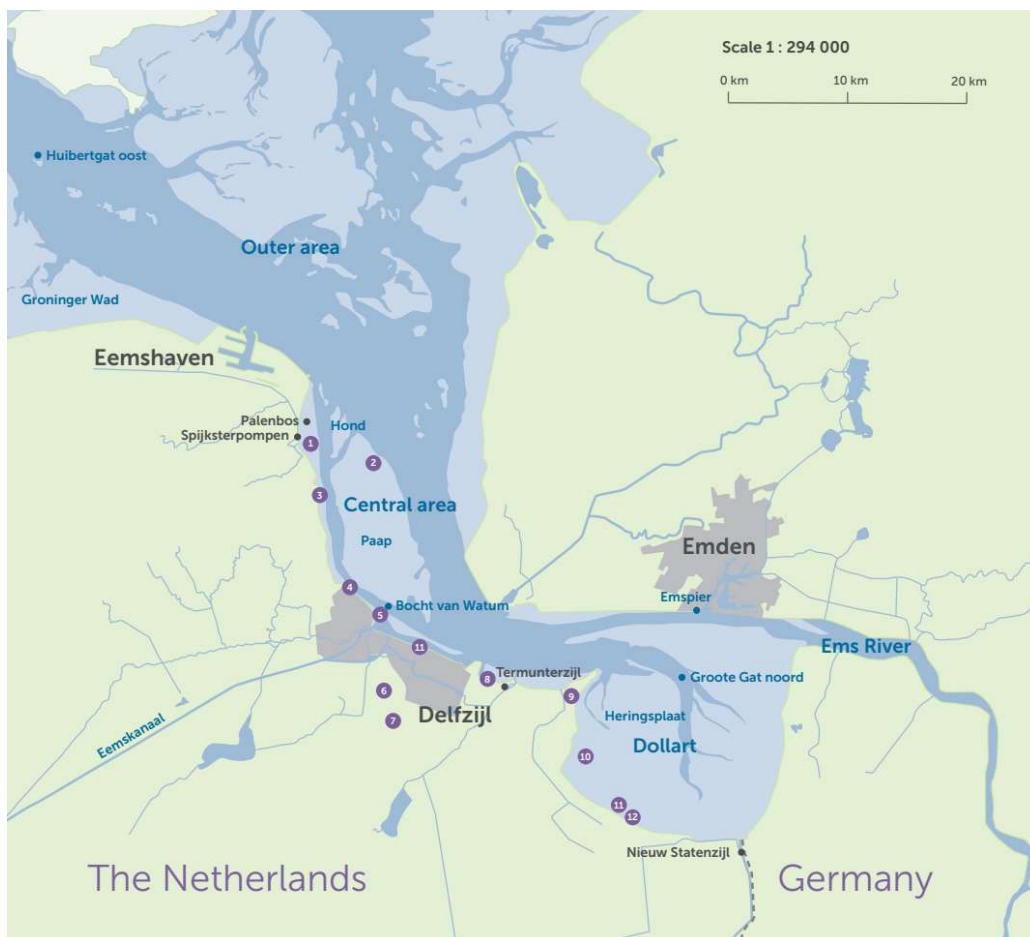 Scale 1 : 294 000
0 km 10 km 20 km
Huibertgat oost
Outer area
Groninger Wad
Eemshaven
Palenbos
Hond
Spijksterpompen
1
2
3
Central area
Paap
Emden
4
Bocht van Watum
Emspier
5
11
Ems River
Termunterzijl
8
Groote Gat noord
6
9
Delfzijl
Heringsplaat
7
Eemskanaal
Dollart
10
11
12
Nieuw Statenzijl
The Netherlands
Germany